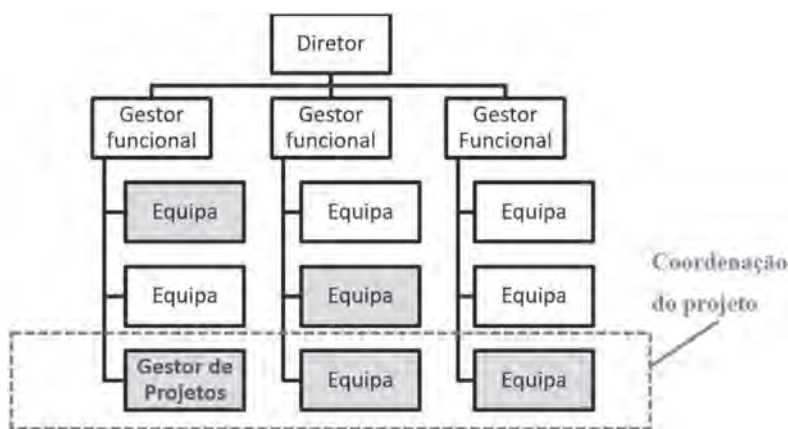 Diretor
Gestor
funcional
Gestor
funcional
Gestor
Funcional
Equipa
Equipa
Equipa
Equipa
Equipa
Equipa
Coordenação
do projeto
Gestor de
Projetos
Equipa
Equipa